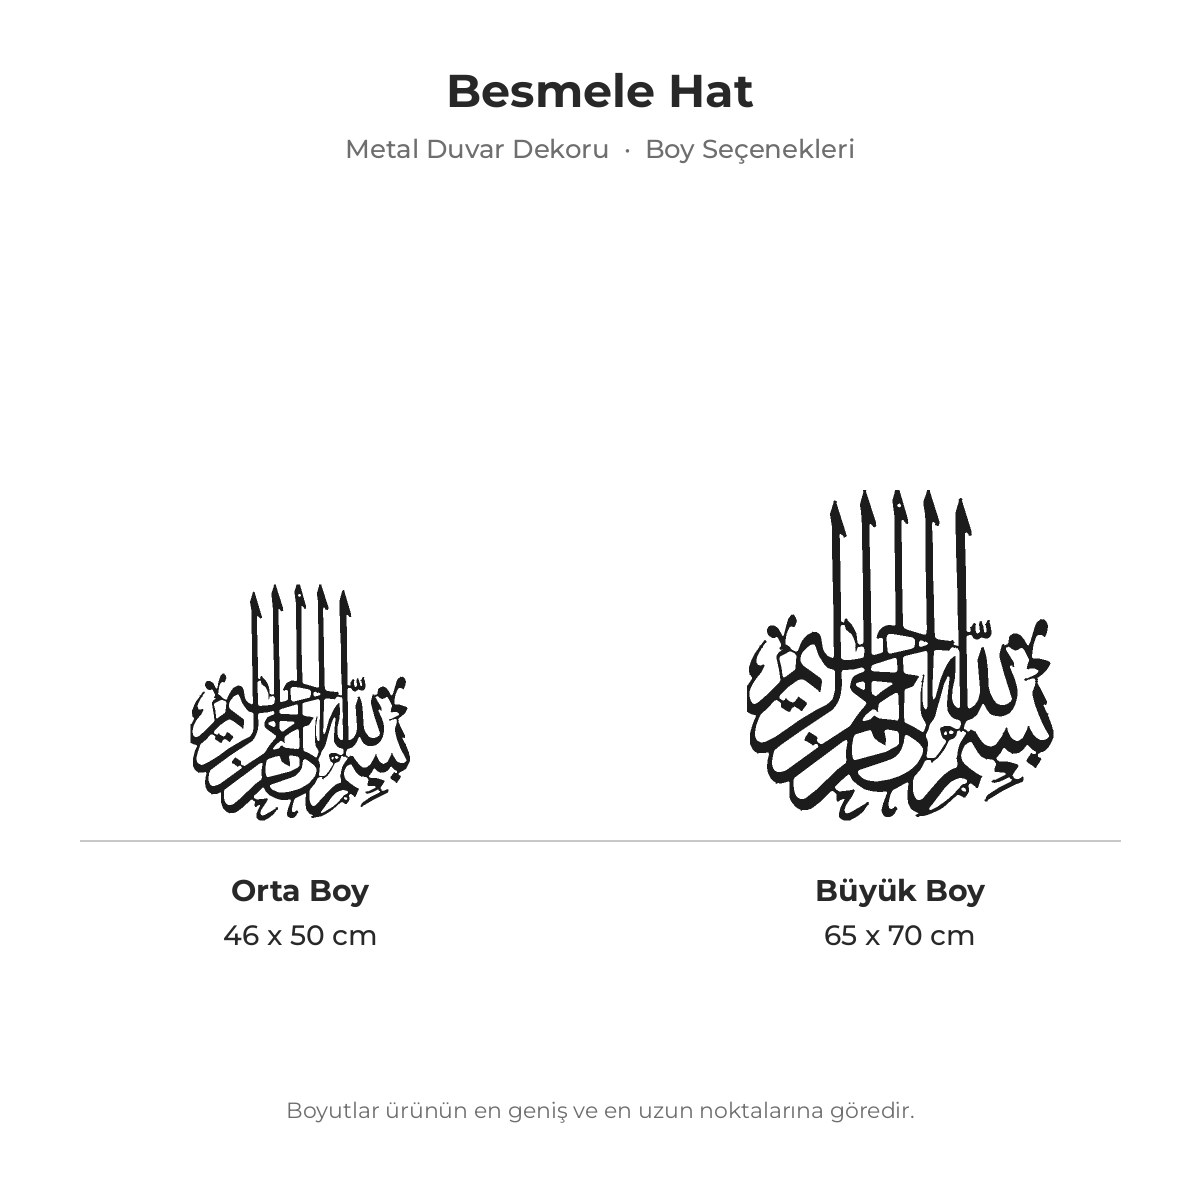 Besmele Hat
Metal Duvar Dekoru · Boy Seçenekleri
بسم الله الرحمن الرحيم
بسم الله الرحمن الرحيم
Orta Boy
46 x 50 cm
Büyük Boy
65 x 70 cm
Boyutlar ürünün en geniş ve en uzun noktalarına göredir.